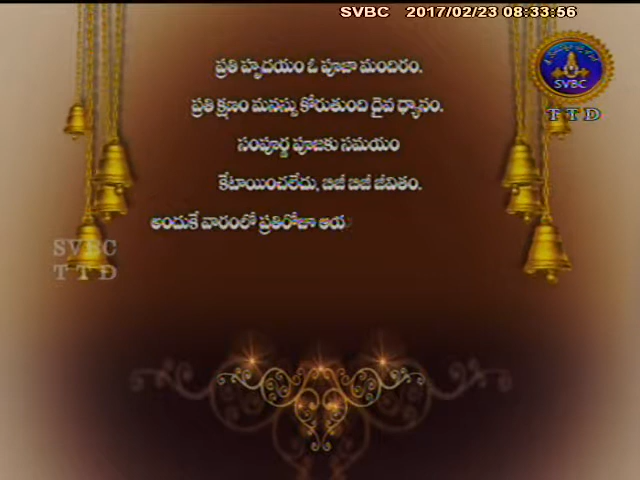 SVBC 2017/02/23 08:33:56
ప్రతి హృదయం ఓ పూజా మందిరం.
ప్రతి క్షణం మనస్సు కోరుతుంది దైవ ధ్యానం.
సంపూర్ణ పూజకు సమయం
కేటాయించలేదు, బిజీ బిజీ జీవితం.
అందుకే వారంలో ప్రతిరోజూ ఆయ
SVBC
TTD
SVBC
TTD